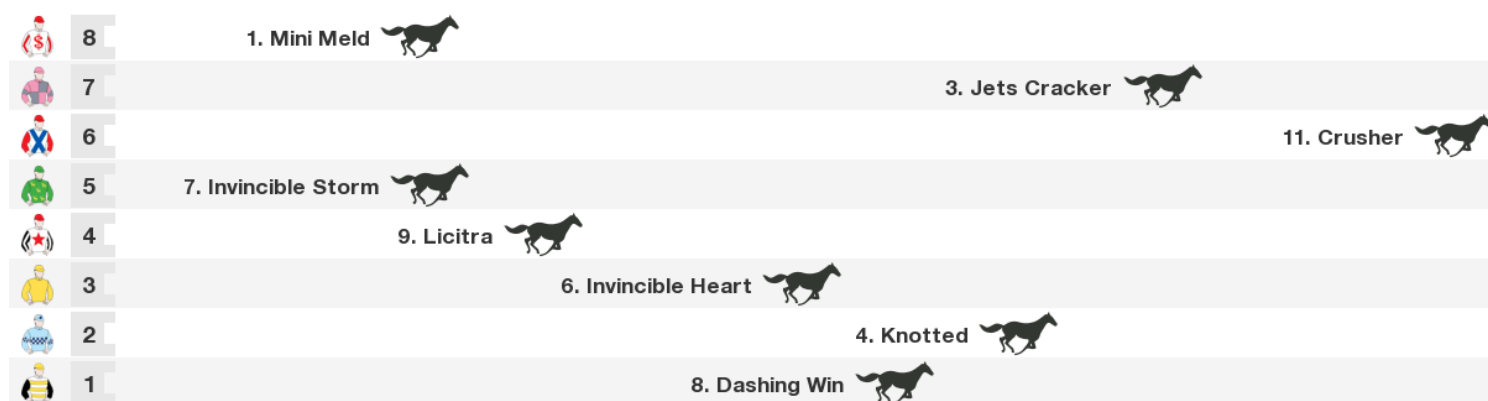 8 1. Mini Meld
7 3. Jets Cracker
6 11. Crusher
5 7. Invincible Storm
4 9. Licitra
3 6. Invincible Heart
2 4. Knotted
1 8. Dashing Win